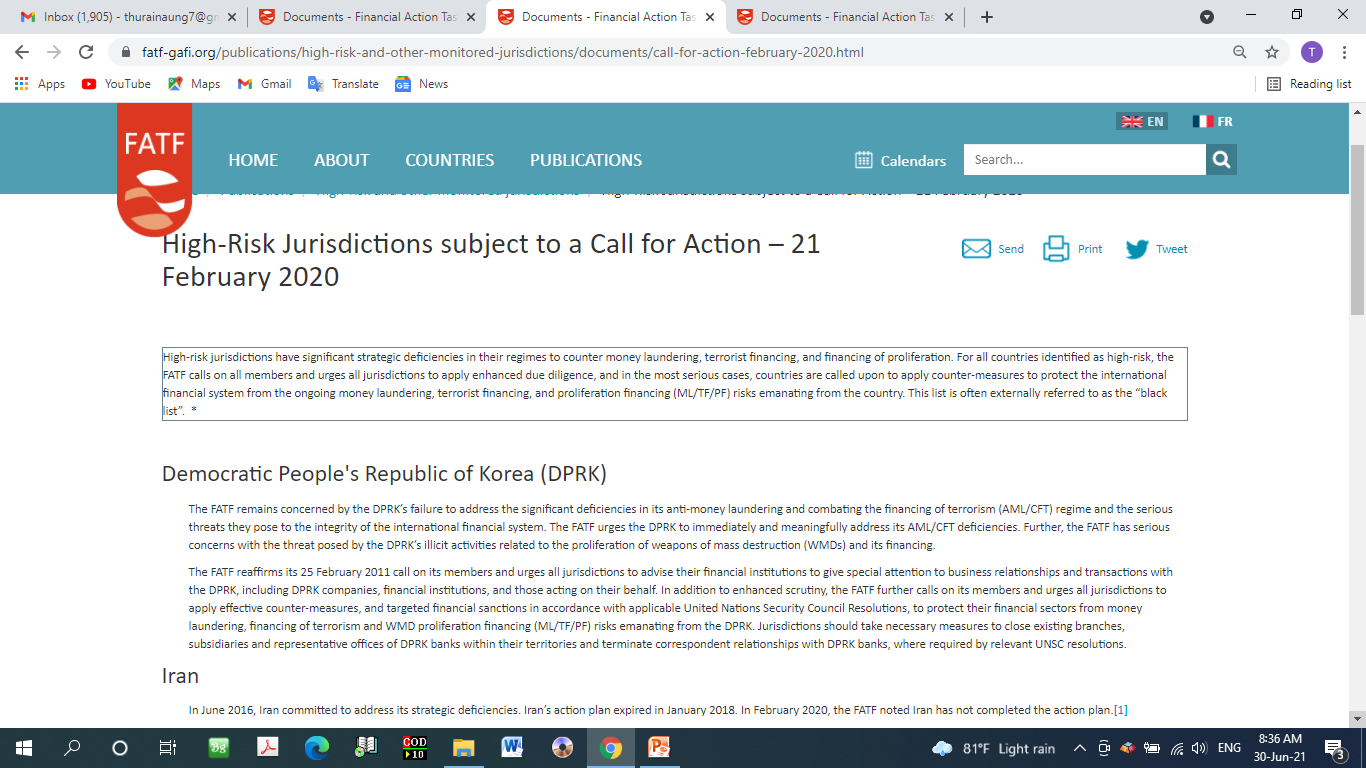 Inbox (1,905) - thurainaung7@gm
Documents - Financial Action Tas
Documents - Financial Action Tas
Documents - Financial Action Tas
fatf-gafi.org/publications/high-risk-and-other-monitored-jurisdictions/documents/call-for-action-february-2020.html
T
Apps
YouTube
Maps
Gmail
Translate
News
Reading list
EN
FR
FATF
HOME
ABOUT
COUNTRIES
PUBLICATIONS
Calendars
Search...
High-Risk Jurisdictions subject to a Call for Action – 21
February 2020
Send
Print
Tweet
High-risk jurisdictions have significant strategic deficiencies in their regimes to counter money laundering, terrorist financing, and financing of proliferation. For all countries identified as high-risk, the
FATF calls on all members and urges all jurisdictions to apply enhanced due diligence, and in the most serious cases, countries are called upon to apply counter-measures to protect the international
financial system from the ongoing money laundering, terrorist financing, and proliferation financing (ML/TF/PF) risks emanating from the country. This list is often externally referred to as the “black
list”. *
Democratic People's Republic of Korea (DPRK)
The FATF remains concerned by the DPRK’s failure to address the significant deficiencies in its anti-money laundering and combating the financing of terrorism (AML/CFT) regime and the serious
threats they pose to the integrity of the international financial system. The FATF urges the DPRK to immediately and meaningfully address its AML/CFT deficiencies. Further, the FATF has serious
concerns with the threat posed by the DPRK’s illicit activities related to the proliferation of weapons of mass destruction (WMDs) and its financing.
The FATF reaffirms its 25 February 2011 call on its members and urges all jurisdictions to advise their financial institutions to give special attention to business relationships and transactions with
the DPRK, including DPRK companies, financial institutions, and those acting on their behalf. In addition to enhanced scrutiny, the FATF further calls on its members and urges all jurisdictions to
apply effective counter-measures, and targeted financial sanctions in accordance with applicable United Nations Security Council Resolutions, to protect their financial sectors from money
laundering, financing of terrorism and WMD proliferation financing (ML/TF/PF) risks emanating from the DPRK. Jurisdictions should take necessary measures to close existing branches,
subsidiaries and representative offices of DPRK banks within their territories and terminate correspondent relationships with DPRK banks, where required by relevant UNSC resolutions.
Iran
In June 2016, Iran committed to address its strategic deficiencies. Iran’s action plan expired in January 2018. In February 2020, the FATF noted Iran has not completed the action plan.[1]
COD
10
81°F Light rain
ENG
8:36 AM
30-Jun-21
3